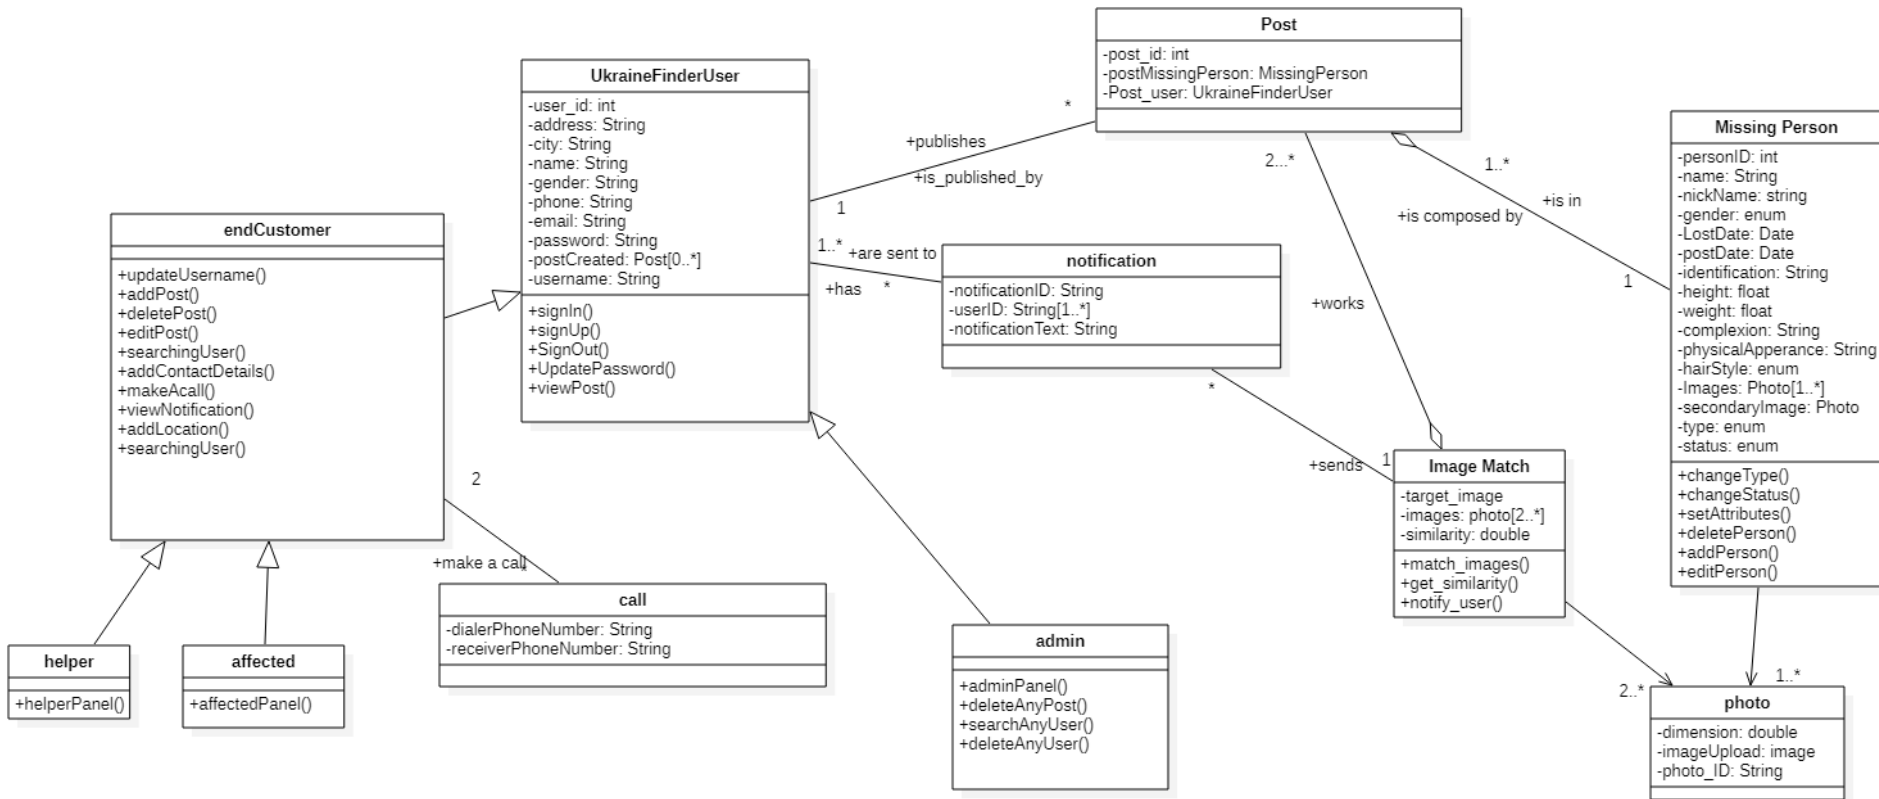 Post
-post_id: int
-postMissingPerson: MissingPerson
-Post_user: UkraineFinderUser
UkraineFinderUser
-user_id: int
-address: String
-city: String
-name: String
-gender: String
-phone: String
-email: String
-password: String
-postCreated: Post[0..*]
-username: String
+signIn()
+signUp()
+SignOut()
+UpdatePassword()
+viewPost()
*
+publishes
+is_published_by
1
2...*
1..*
+is in
+is composed by
1
Missing Person
-personID: int
-name: String
-nickName: string
-gender: enum
-LostDate: Date
-postDate: Date
-identification: String
-height: float
-weight: float
-complexion: String
-physicalApperance: String
-hairStyle: enum
-Images: Photo[1..*]
-secondaryImage: Photo
-type: enum
-status: enum
+changeType()
+changeStatus()
+setAttributes()
+deletePerson()
+addPerson()
+editPerson()
endCustomer
+updateUsername()
+addPost()
+deletePost()
+editPost()
+searchingUser()
+addContactDetails()
+makeAcall()
+viewNotification()
+addLocation()
+searchingUser()
1..*
+are sent to
+has
*
notification
-notificationID: String
-userID: String[1..*]
-notificationText: String
+works
*
+sends
1
Image Match
-target_image
-images: photo[2..*]
-similarity: double
+match_images()
+get_similarity()
+notify_user()
2
+make a call
*
call
-dialerPhoneNumber: String
-receiverPhoneNumber: String
helper
+helperPanel()
affected
+affectedPanel()
admin
+adminPanel()
+deleteAnyPost()
+searchAnyUser()
+deleteAnyUser()
2..*
1..*
photo
-dimension: double
-imageUpload: image
-photo_ID: String